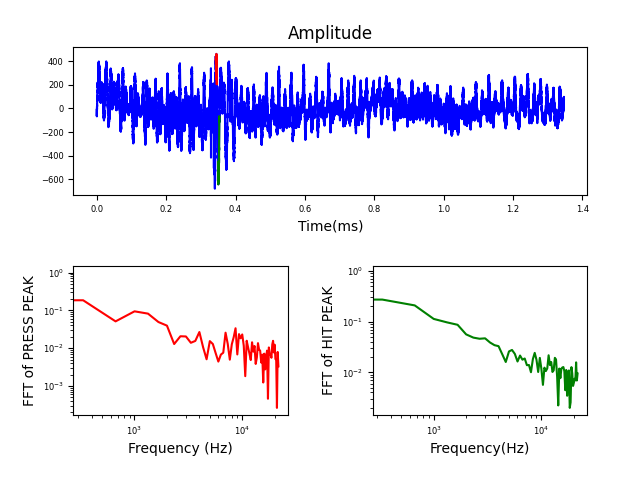 Amplitude
400
200
0
−200
−400
−600
0.0 0.2 0.4 0.6 0.8 1.0 1.2 1.4
Time(ms)
FFT of PRESS PEAK
10⁰
10⁻¹
10⁻²
10⁻³
10³ 10⁴
Frequency (Hz)
FFT of HIT PEAK
10⁰
10⁻¹
10⁻²
10³ 10⁴
Frequency(Hz)